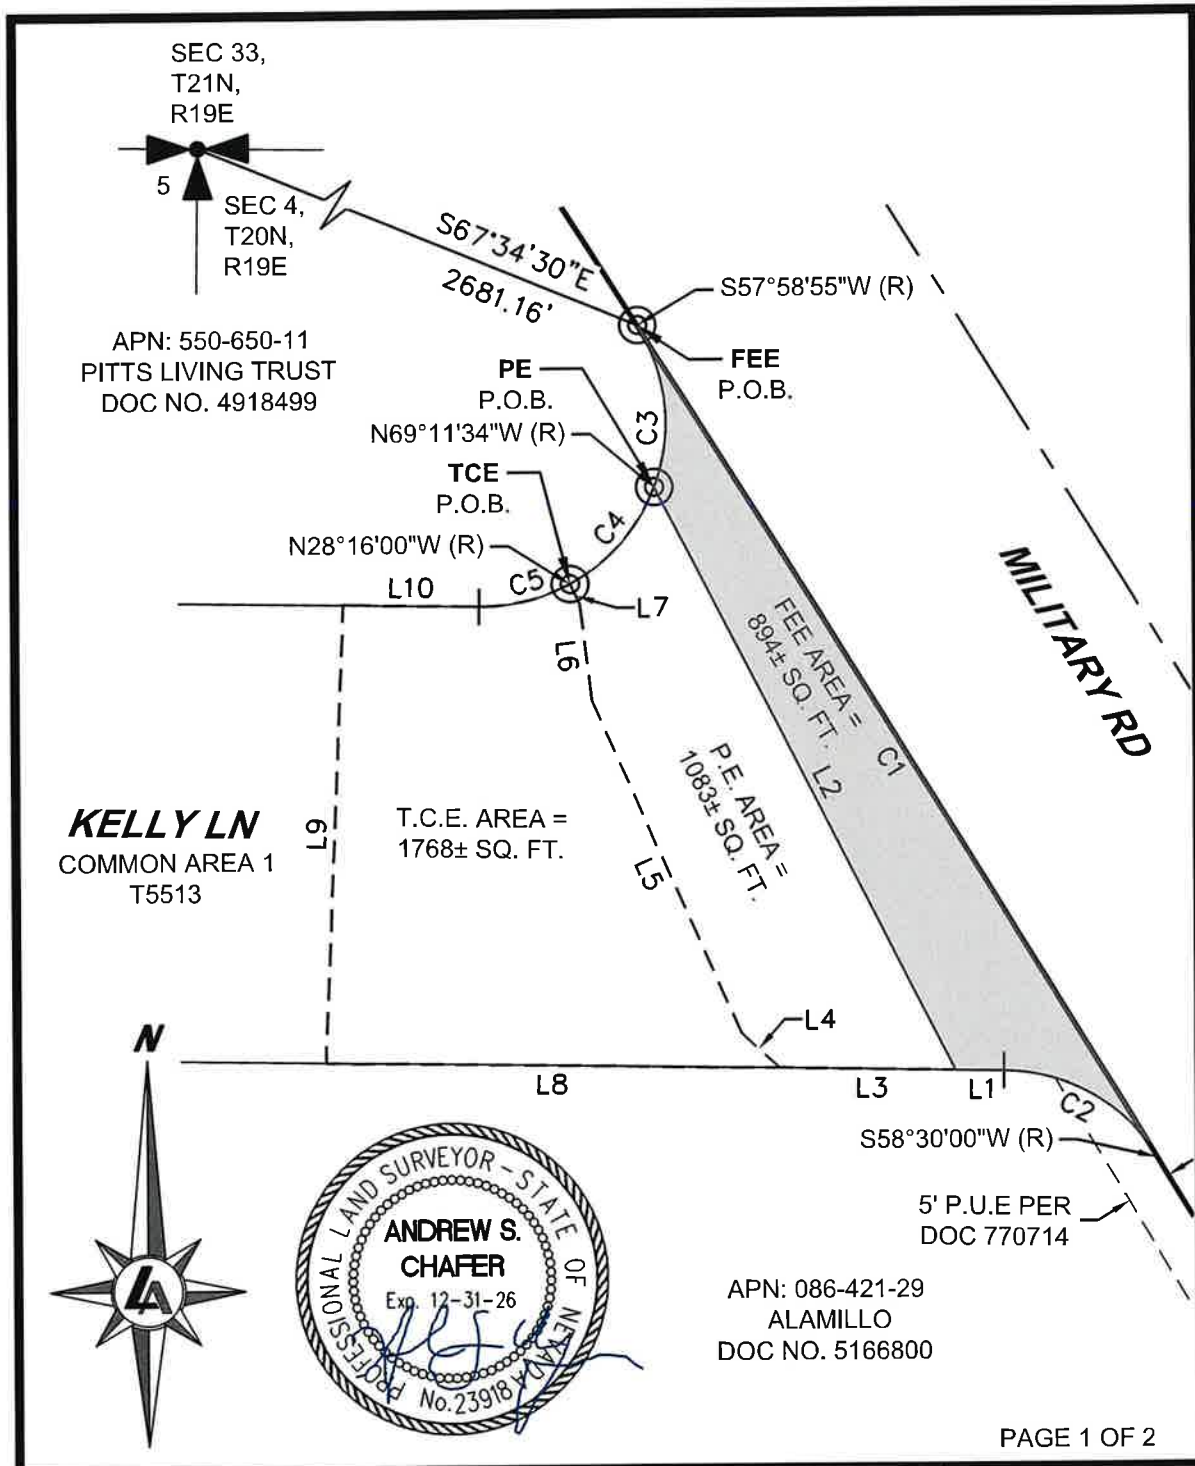 SEC 33,
T21N,
R19E
5
SEC 4,
T20N,
R19E
S67°34'30"E
2681.16'
S57°58'55"W (R)
APN: 550-650-11
PITTS LIVING TRUST
DOC NO. 4918499
FEE
P.O.B.
PE
P.O.B.
C3
N69°11'34"W (R)
TCE
P.O.B.
C4
N28°16'00"W (R)
L10
C5
L7
L6
MILITARY RD
FEE AREA =
894± SQ. FT.
L2
C1
P.E. AREA =
1083± SQ. FT.
KELLY LN
COMMON AREA 1
T5513
L9
T.C.E. AREA =
1768± SQ. FT.
L5
L4
N
L8
L3
L1
C2
S58°30'00"W (R)
5' P.U.E PER
DOC 770714
LA
PROFESSIONAL LAND SURVEYOR - STATE OF NEVADA
ANDREW S.
CHAFER
Exp. 12-31-26
No. 23918
APN: 086-421-29
ALAMILLO
DOC NO. 5166800
PAGE 1 OF 2